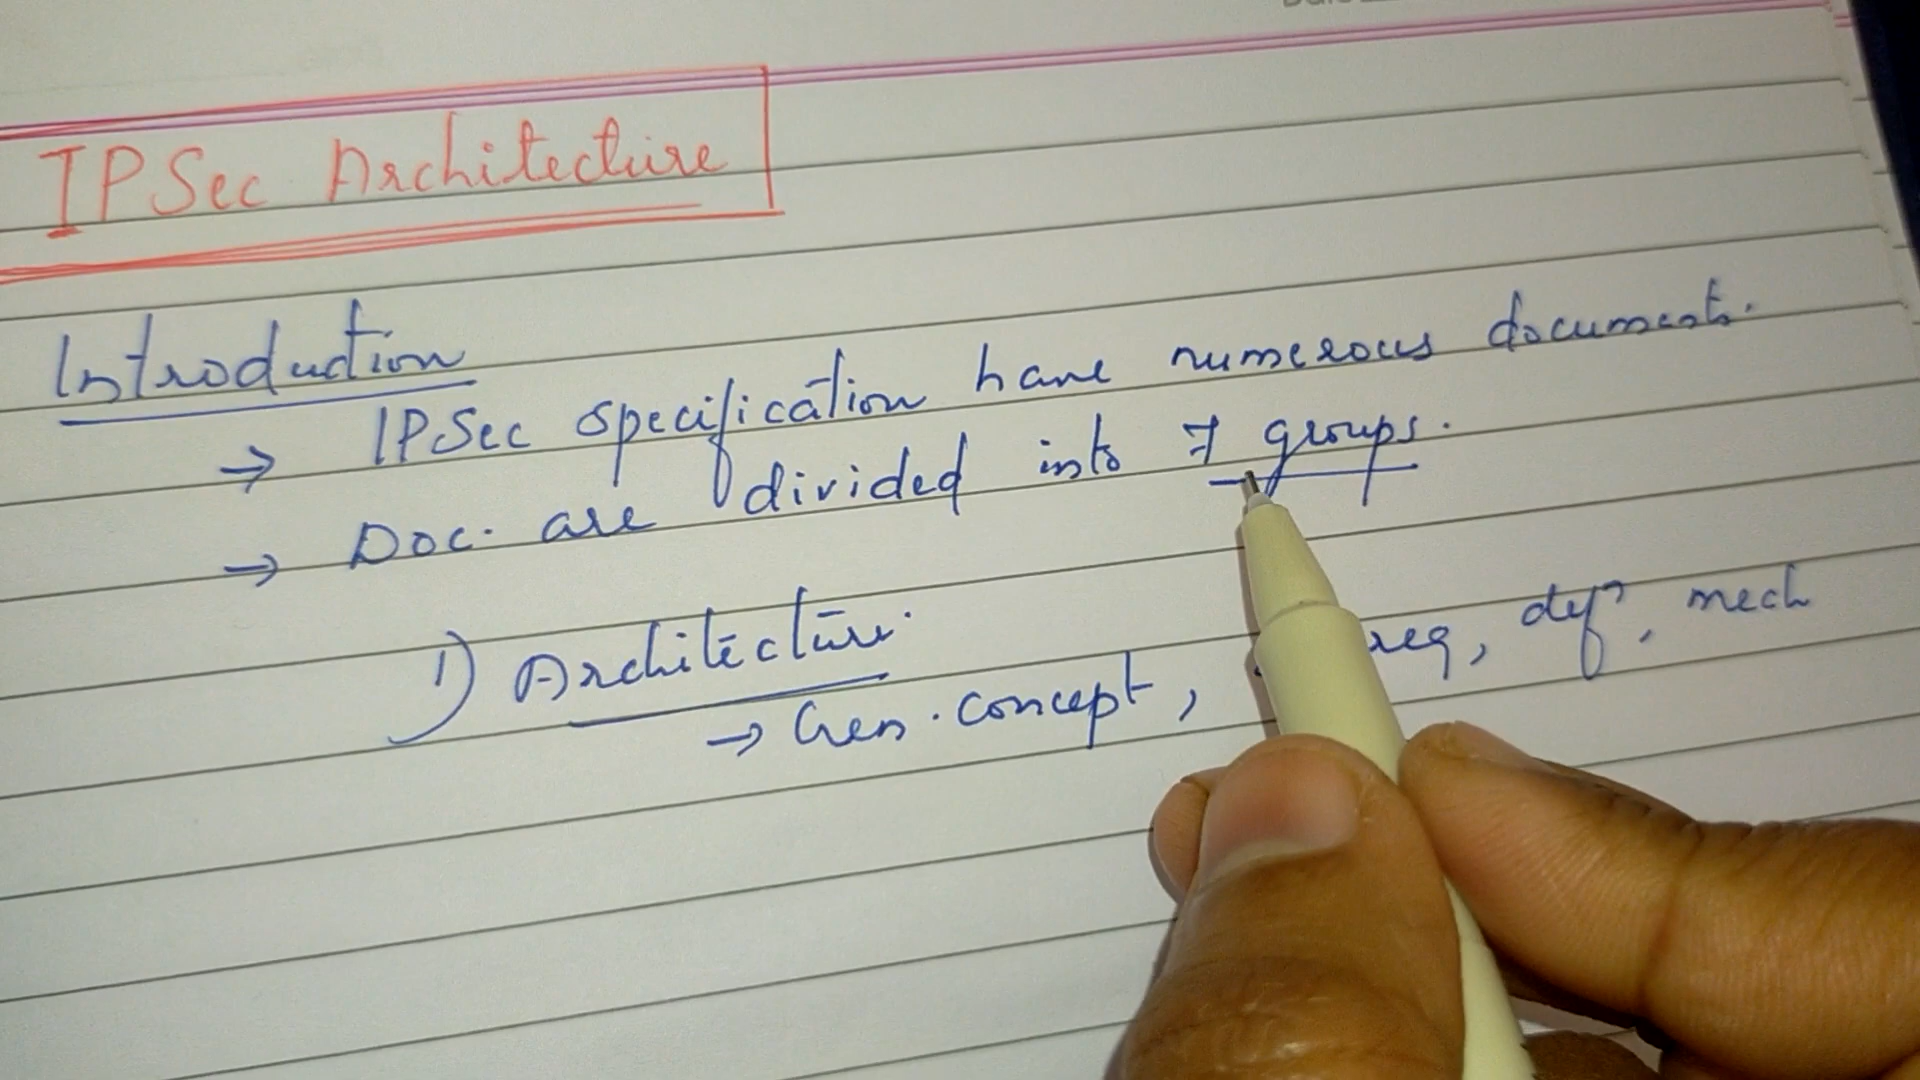 IPSec Architecture
Introduction
→ IPSec specification have numerous documents.
→ Doc. are divided into 7 groups.
1) Architecture.
→ Gen. concept, req, defⁿ, mech